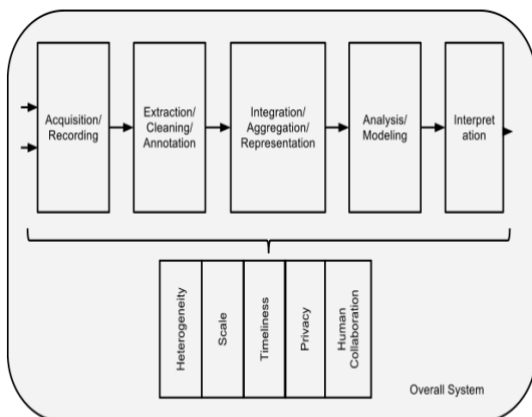 Acquisition/
Recording
Extraction/
Cleaning/
Annotation
Integration/
Aggregation/
Representation
Analysis/
Modeling
Interpret
ation
Heterogeneity
Scale
Timeliness
Privacy
Human
Collaboration
Overall System